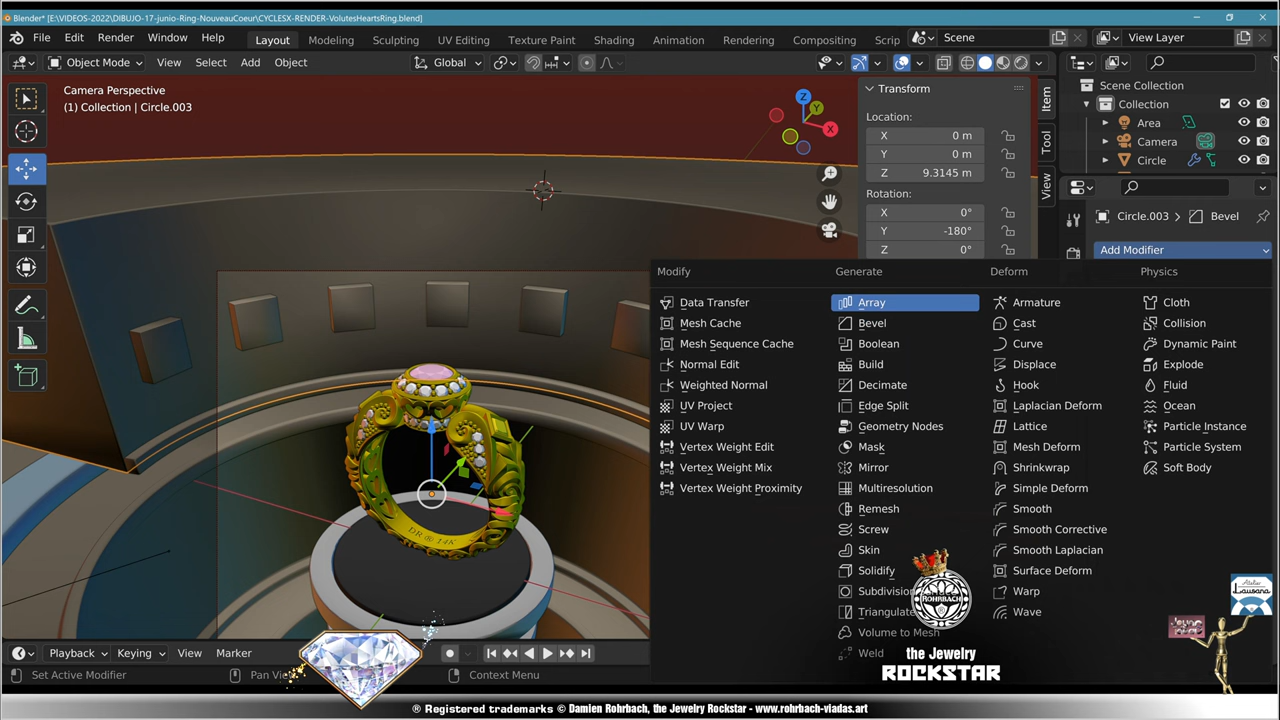 Blender* [E:\VIDEOS-2022\DIBUJO-17-junio-Ring-NouveauCoeur\CYCLESX-RENDER-VolutesHeartsRing.blend]
File Edit Render Window Help Layout Modeling Sculpting UV Editing Texture Paint Shading Animation Rendering Compositing Scrip Scene View Layer
Object Mode View Select Add Object Global
Camera Perspective
(1) Collection | Circle.003
Z
Y
X
Transform
Location:
X 0 m
Y 0 m
Z 9.3145 m
Rotation:
X 0°
Y -180°
Z 0°
Item
Tool
View
Scene Collection
Collection
Area
Camera
Circle
Circle.003 > Bevel
Add Modifier
Modify Generate Deform Physics
Data Transfer Array Armature Cloth
Mesh Cache Bevel Cast Collision
Mesh Sequence Cache Boolean Curve Dynamic Paint
Normal Edit Build Displace Explode
Weighted Normal Decimate Hook Fluid
UV Project Edge Split Laplacian Deform Ocean
UV Warp Geometry Nodes Lattice Particle Instance
Vertex Weight Edit Mask Mesh Deform Particle System
Vertex Weight Mix Mirror Shrinkwrap Soft Body
Vertex Weight Proximity Multiresolution Simple Deform
Remesh Smooth
Screw Smooth Corrective
Skin Smooth Laplacian
Solidify Surface Deform
Subdivision Warp
Triangulate Wave
Volume to Mesh
Weld
ROHRBACH
the Jewelry
ROCKSTAR
Atelier
Lausana
Playback Keying View Marker
Set Active Modifier Pan Vi Context Menu
® Registered trademarks © Damien Rohrbach, the Jewelry Rockstar - www.rohrbach-viadas.art